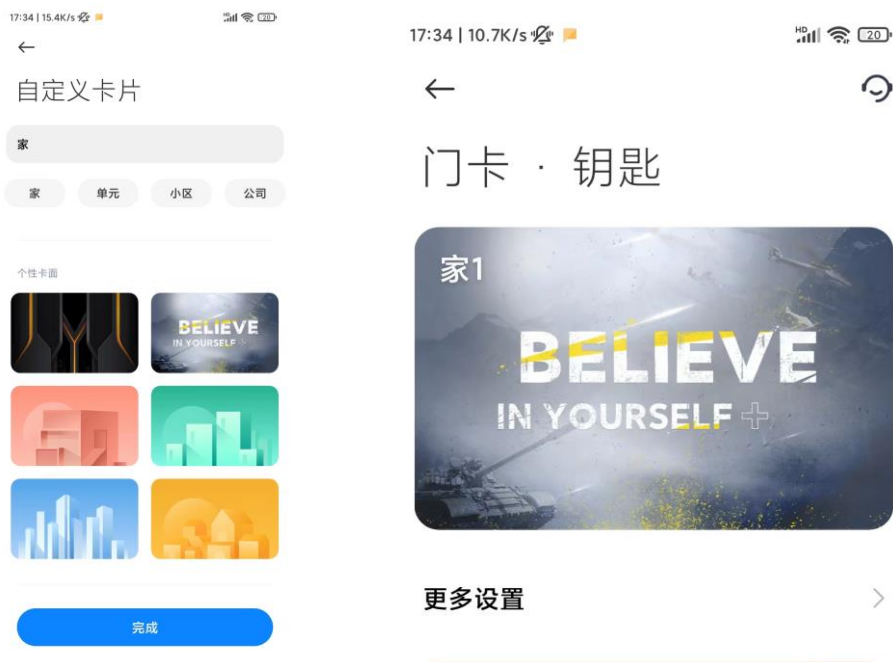 17:34 | 15.4K/s
HD
20
自定义卡片
家
家 单元 小区 公司
个性卡面
BELIEVE
IN YOURSELF
完成
17:34 | 10.7K/s
HD
20
门卡 · 钥匙
家1
BELIEVE
IN YOURSELF
更多设置